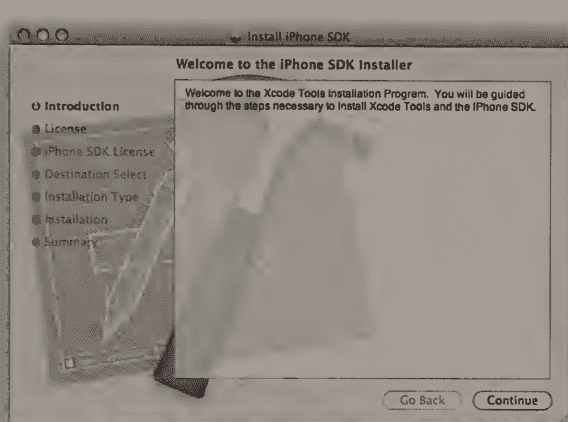 Install iPhone SDK
Welcome to the iPhone SDK Installer
Introduction
License
iPhone SDK License
Destination Select
Installation Type
Installation
Summary
Welcome to the Xcode Tools Installation Program. You will be guided
through the steps necessary to install Xcode Tools and the iPhone SDK.
Go Back
Continue